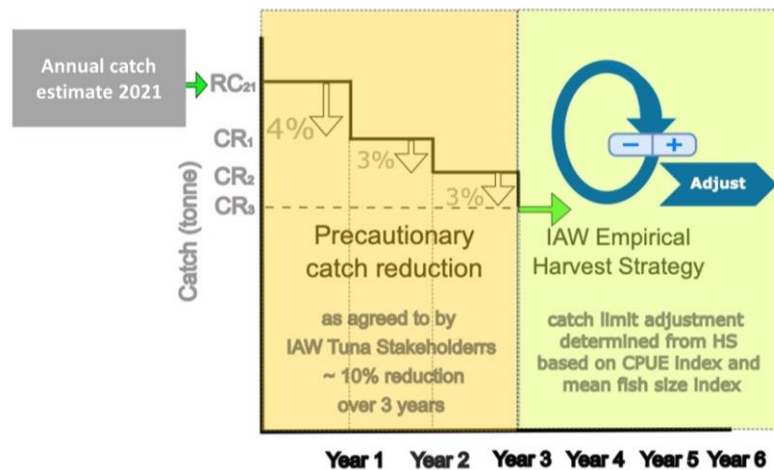 Annual catch
estimate 2021
RC21
CR1
CR2
CR3
Catch (tonne)
4%
3%
3%
Precautionary
catch reduction
as agreed to by
IAW Tuna Stakeholderrs
~ 10% reduction
over 3 years
− +
Adjust
IAW Empirical
Harvest Strategy
catch limit adjustment
determined from HS
based on CPUE index and
mean fish size index
Year 1 Year 2 Year 3 Year 4 Year 5 Year 6